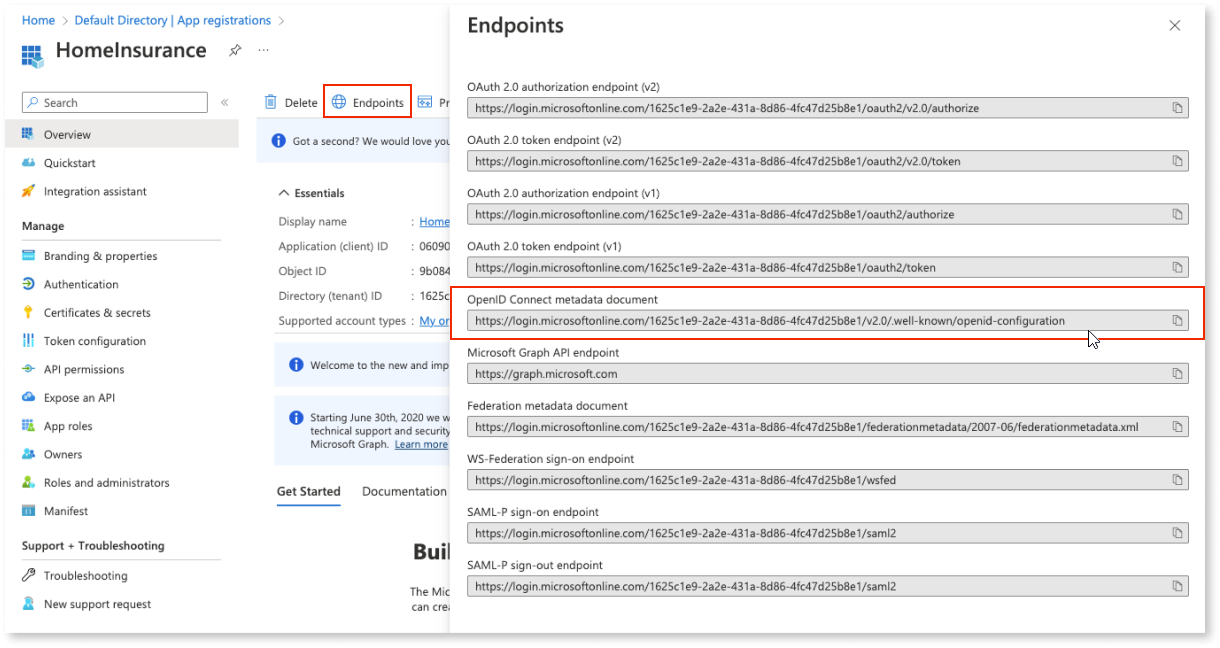 Home > Default Directory | App registrations >
HomeInsurance
...
Search
«
Overview
Quickstart
Integration assistant
Manage
Branding & properties
Authentication
Certificates & secrets
Token configuration
API permissions
Expose an API
App roles
Owners
Roles and administrators
Manifest
Support + Troubleshooting
Troubleshooting
New support request
Delete
Endpoints
Pr
Got a second? We would love you
Essentials
Display name : Home
Application (client) ID : 06090
Object ID : 9b084
Directory (tenant) ID : 1625c
Supported account types : My or
Welcome to the new and imp
Starting June 30th, 2020 we w
technical support and security
Microsoft Graph. Learn more
Get Started
Documentation
Buil
The Mic
can crea
Endpoints
OAuth 2.0 authorization endpoint (v2)
https://login.microsoftonline.com/1625c1e9-2a2e-431a-8d86-4fc47d25b8e1/oauth2/v2.0/authorize
OAuth 2.0 token endpoint (v2)
https://login.microsoftonline.com/1625c1e9-2a2e-431a-8d86-4fc47d25b8e1/oauth2/v2.0/token
OAuth 2.0 authorization endpoint (v1)
https://login.microsoftonline.com/1625c1e9-2a2e-431a-8d86-4fc47d25b8e1/oauth2/authorize
OAuth 2.0 token endpoint (v1)
https://login.microsoftonline.com/1625c1e9-2a2e-431a-8d86-4fc47d25b8e1/oauth2/token
OpenID Connect metadata document
https://login.microsoftonline.com/1625c1e9-2a2e-431a-8d86-4fc47d25b8e1/v2.0/.well-known/openid-configuration
Microsoft Graph API endpoint
https://graph.microsoft.com
Federation metadata document
https://login.microsoftonline.com/1625c1e9-2a2e-431a-8d86-4fc47d25b8e1/federationmetadata/2007-06/federationmetadata.xml
WS-Federation sign-on endpoint
https://login.microsoftonline.com/1625c1e9-2a2e-431a-8d86-4fc47d25b8e1/wsfed
SAML-P sign-on endpoint
https://login.microsoftonline.com/1625c1e9-2a2e-431a-8d86-4fc47d25b8e1/saml2
SAML-P sign-out endpoint
https://login.microsoftonline.com/1625c1e9-2a2e-431a-8d86-4fc47d25b8e1/saml2